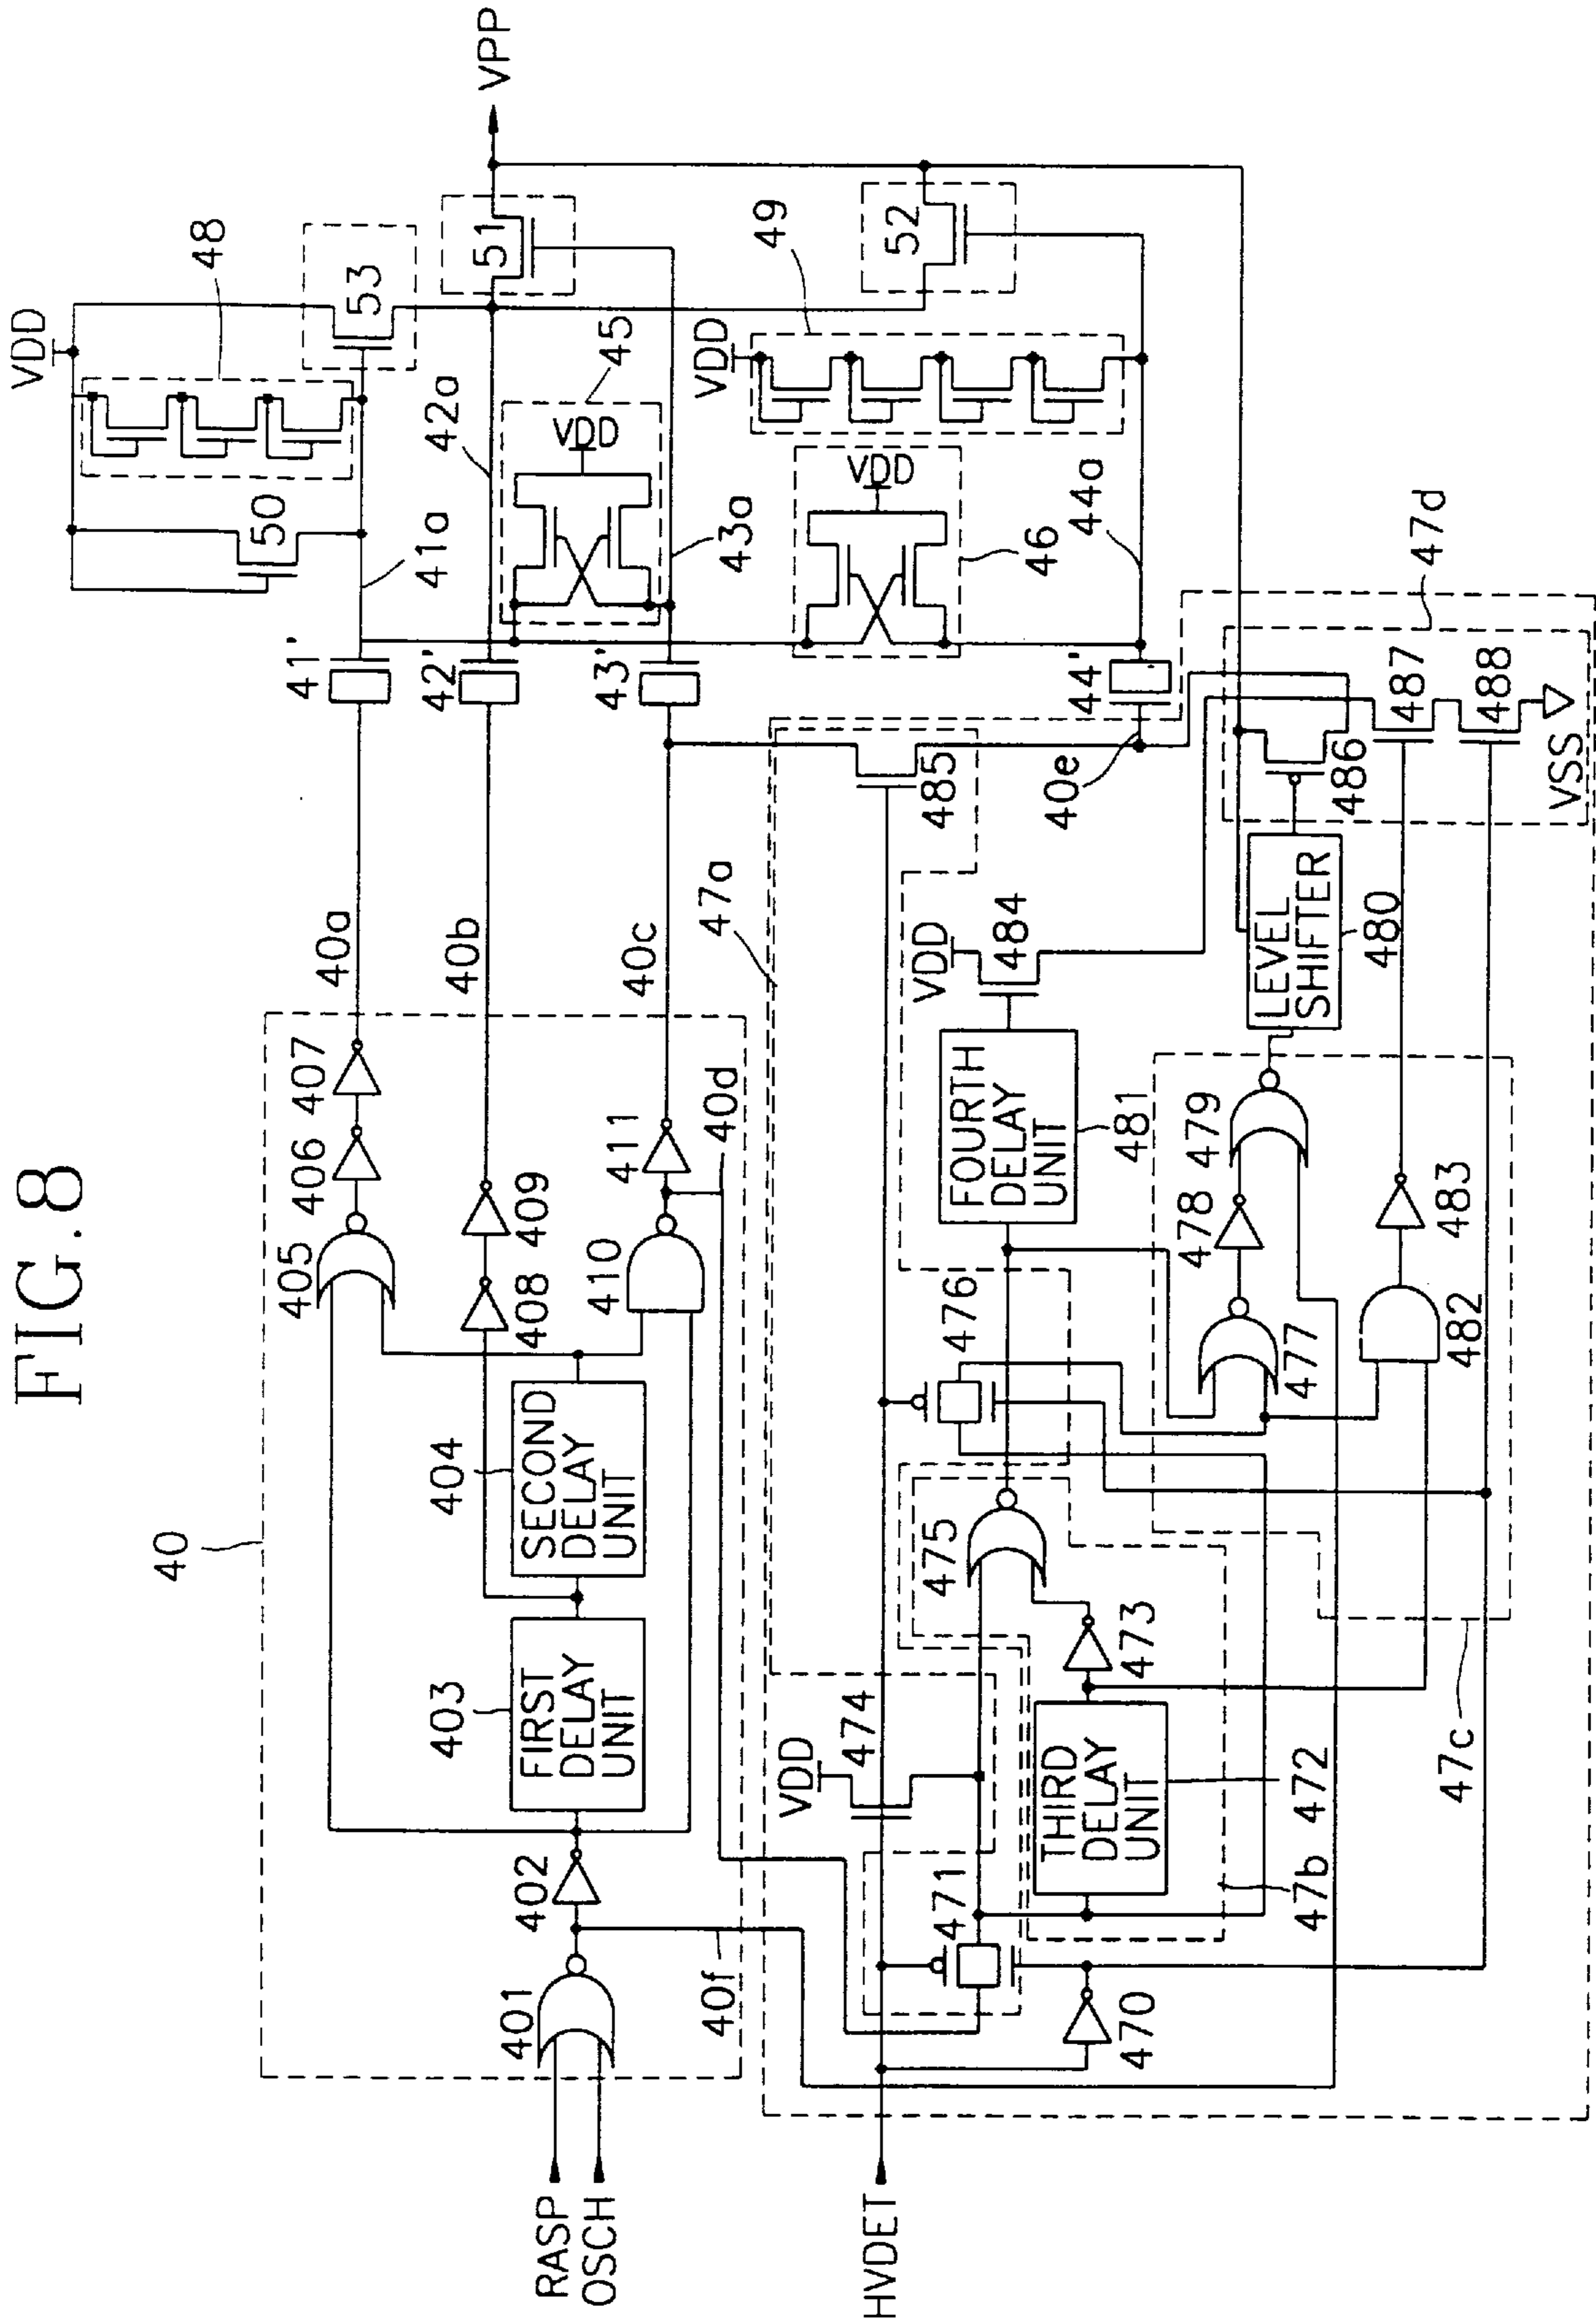 FIG.8
VDD
48
53
50
41a
41'
40a
407
406
405
VPP
51
42a
45
VDD
43a
42'
43'
40b
40c
409
408
411
410
40d
40
SECOND
DELAY
UNIT
404
FIRST
DELAY
UNIT
403
402
401
40f
RASP
OSCH
52
49
VDD
VDD
46
44a
44'
40e
47d
47a
485
VDD
484
487
488
486
VSS
LEVEL
SHIFTER
480
FOURTH
DELAY
UNIT
481
479
478
483
476
477
482
475
473
VDD
474
THIRD
DELAY
UNIT
472
47b
47c
471
470
HVDET